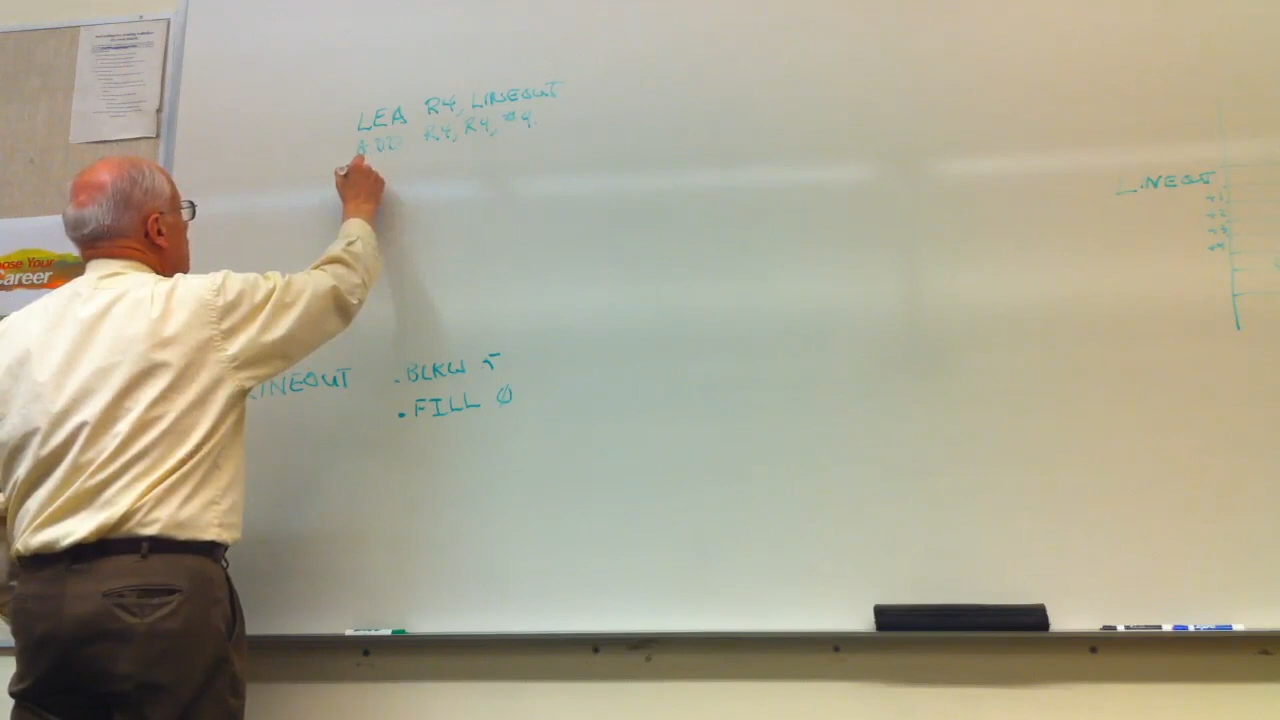 LEA R4, LINEOUT
ADD R4, R4, #4
LINEOUT .BLKW 5
.FILL 0
LINEOUT
+1
+2
+3
+4
ose Your
Career